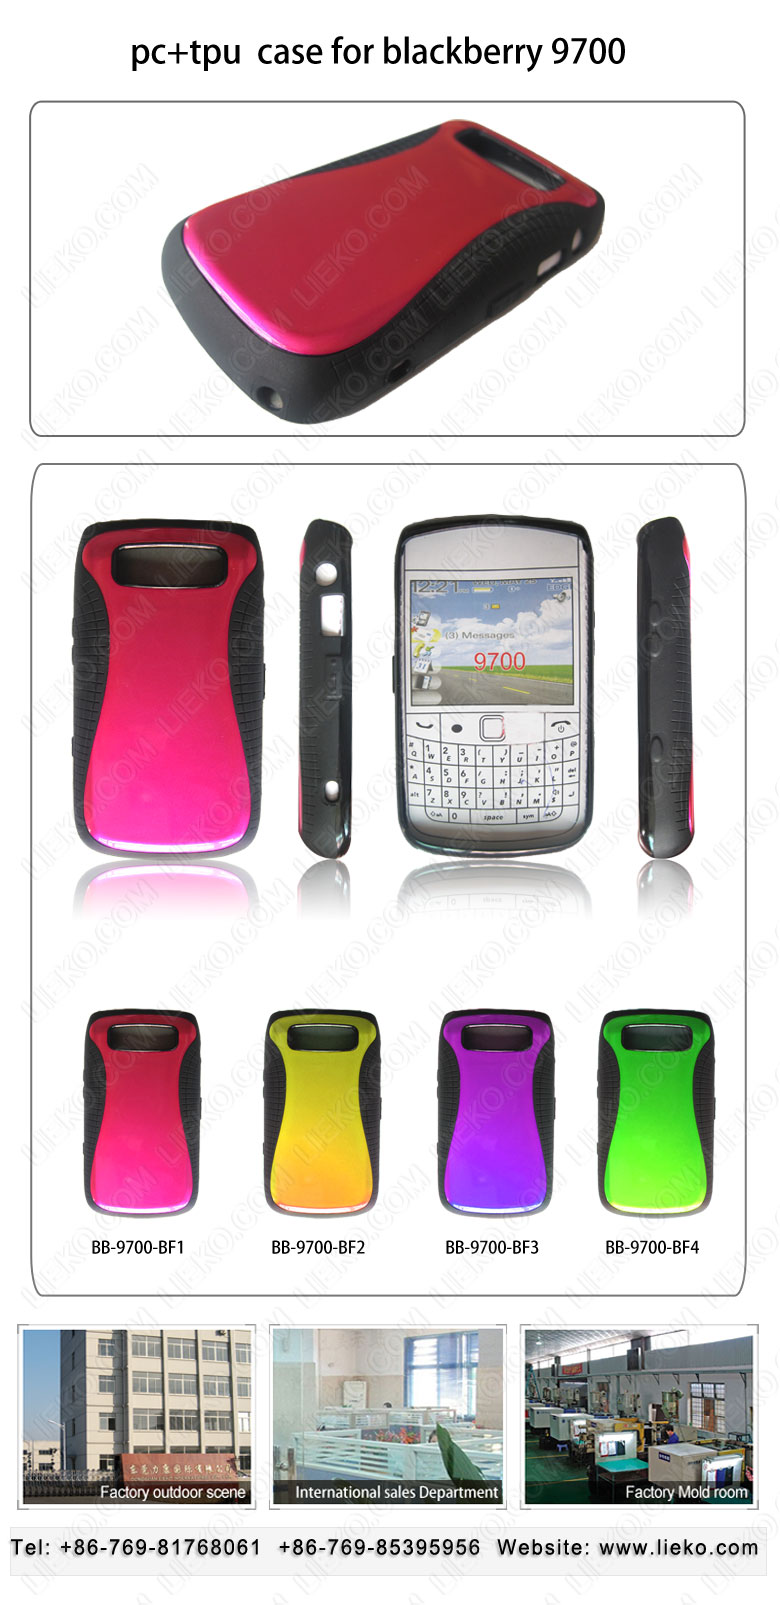 pc+tpu case for blackberry 9700
LIEKO.COM
12:21
(3) Messages
9700
BB-9700-BF1
BB-9700-BF2
BB-9700-BF3
BB-9700-BF4
Factory outdoor scene
International sales Department
Factory Mold room
Tel: +86-769-81768061 +86-769-85395956 Website: www.lieko.com